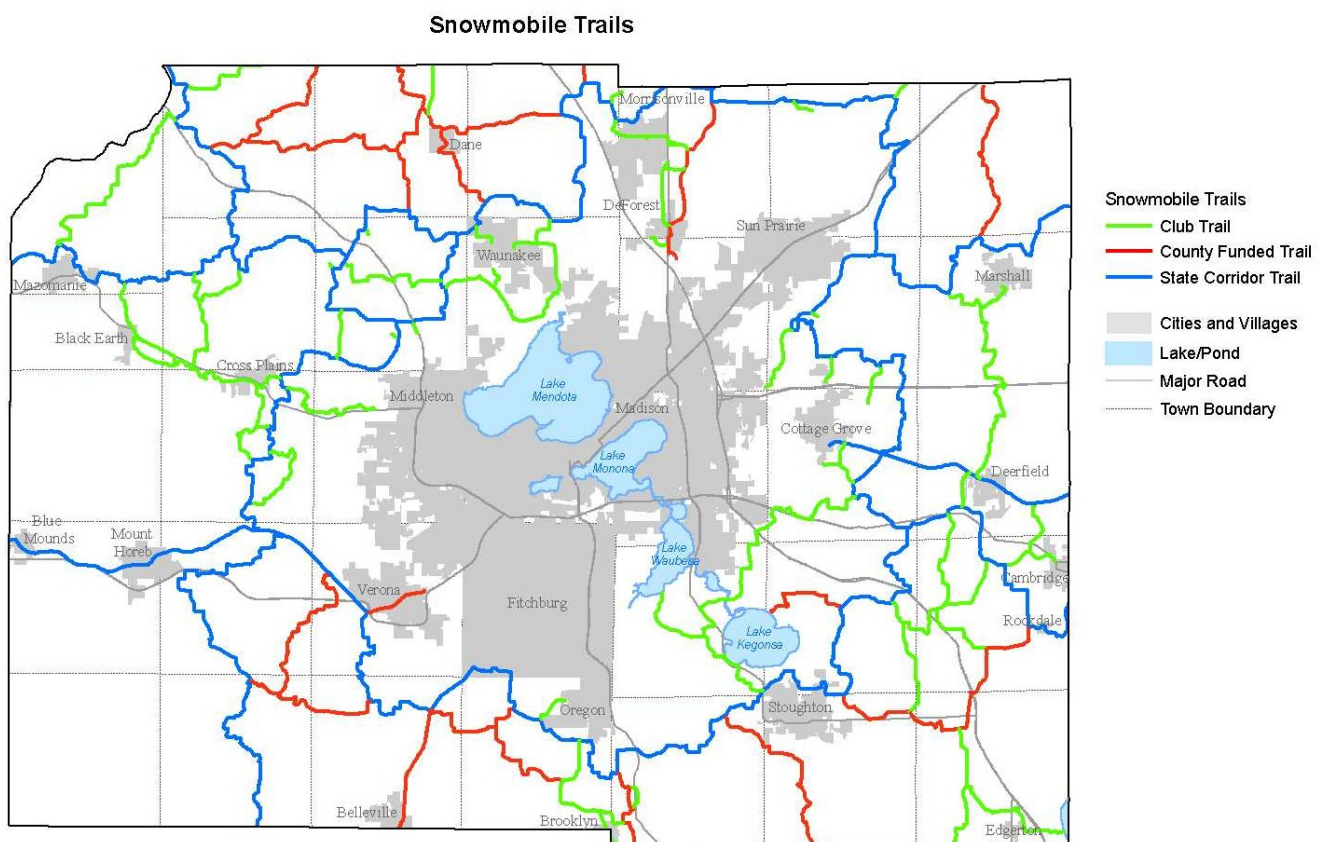 Snowmobile Trails
Morrisonville
Dane
DeForest
Sun Prairie
Waunakee
Marshall
Mazomanie
Black Earth
Cross Plains
Middleton
Lake
Mendota
Madison
Cottage Grove
Lake
Monona
Deerfield
Blue
Mounds
Mount
Horeb
Lake
Waubesa
Cambridge
Verona
Fitchburg
Rockdale
Lake
Kegonsa
Oregon
Stoughton
Belleville
Brooklyn
Edgerton
Snowmobile Trails
Club Trail
County Funded Trail
State Corridor Trail
Cities and Villages
Lake/Pond
Major Road
Town Boundary